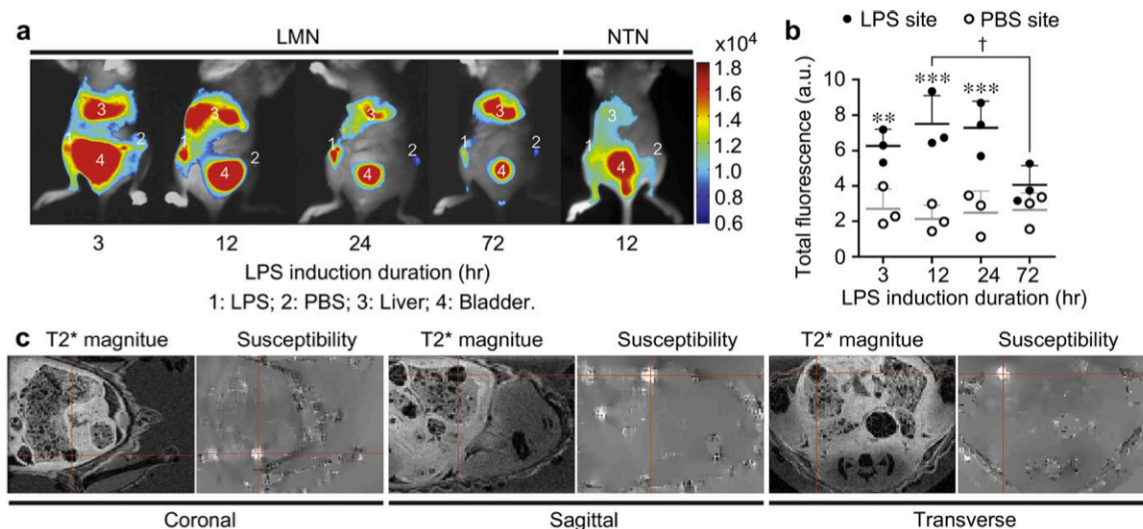 a
LMN
NTN
x10⁴
1.8
1.6
1.4
1.2
1.0
0.8
0.6
3
1
2
4
3
1
2
4
3
1
2
4
3
1
2
4
3
1
2
4
3 12 24 72 12
LPS induction duration (hr)
1: LPS; 2: PBS; 3: Liver; 4: Bladder.
b
● LPS site ○ PBS site
†
** *** ***
Total fluorescence (a.u.)
10
8
6
4
2
0
3 12 24 72
LPS induction duration (hr)
c
T2* magnitue Susceptibility T2* magnitue Susceptibility T2* magnitue Susceptibility
Coronal Sagittal Transverse